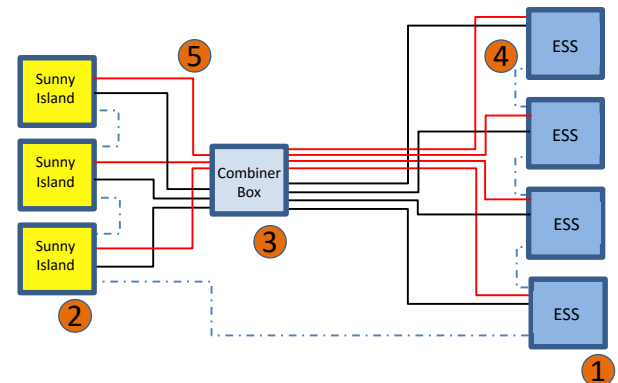 5
4
ESS
Sunny
Island
ESS
Sunny
Island
Combiner
Box
ESS
Sunny
Island
3
ESS
2
1